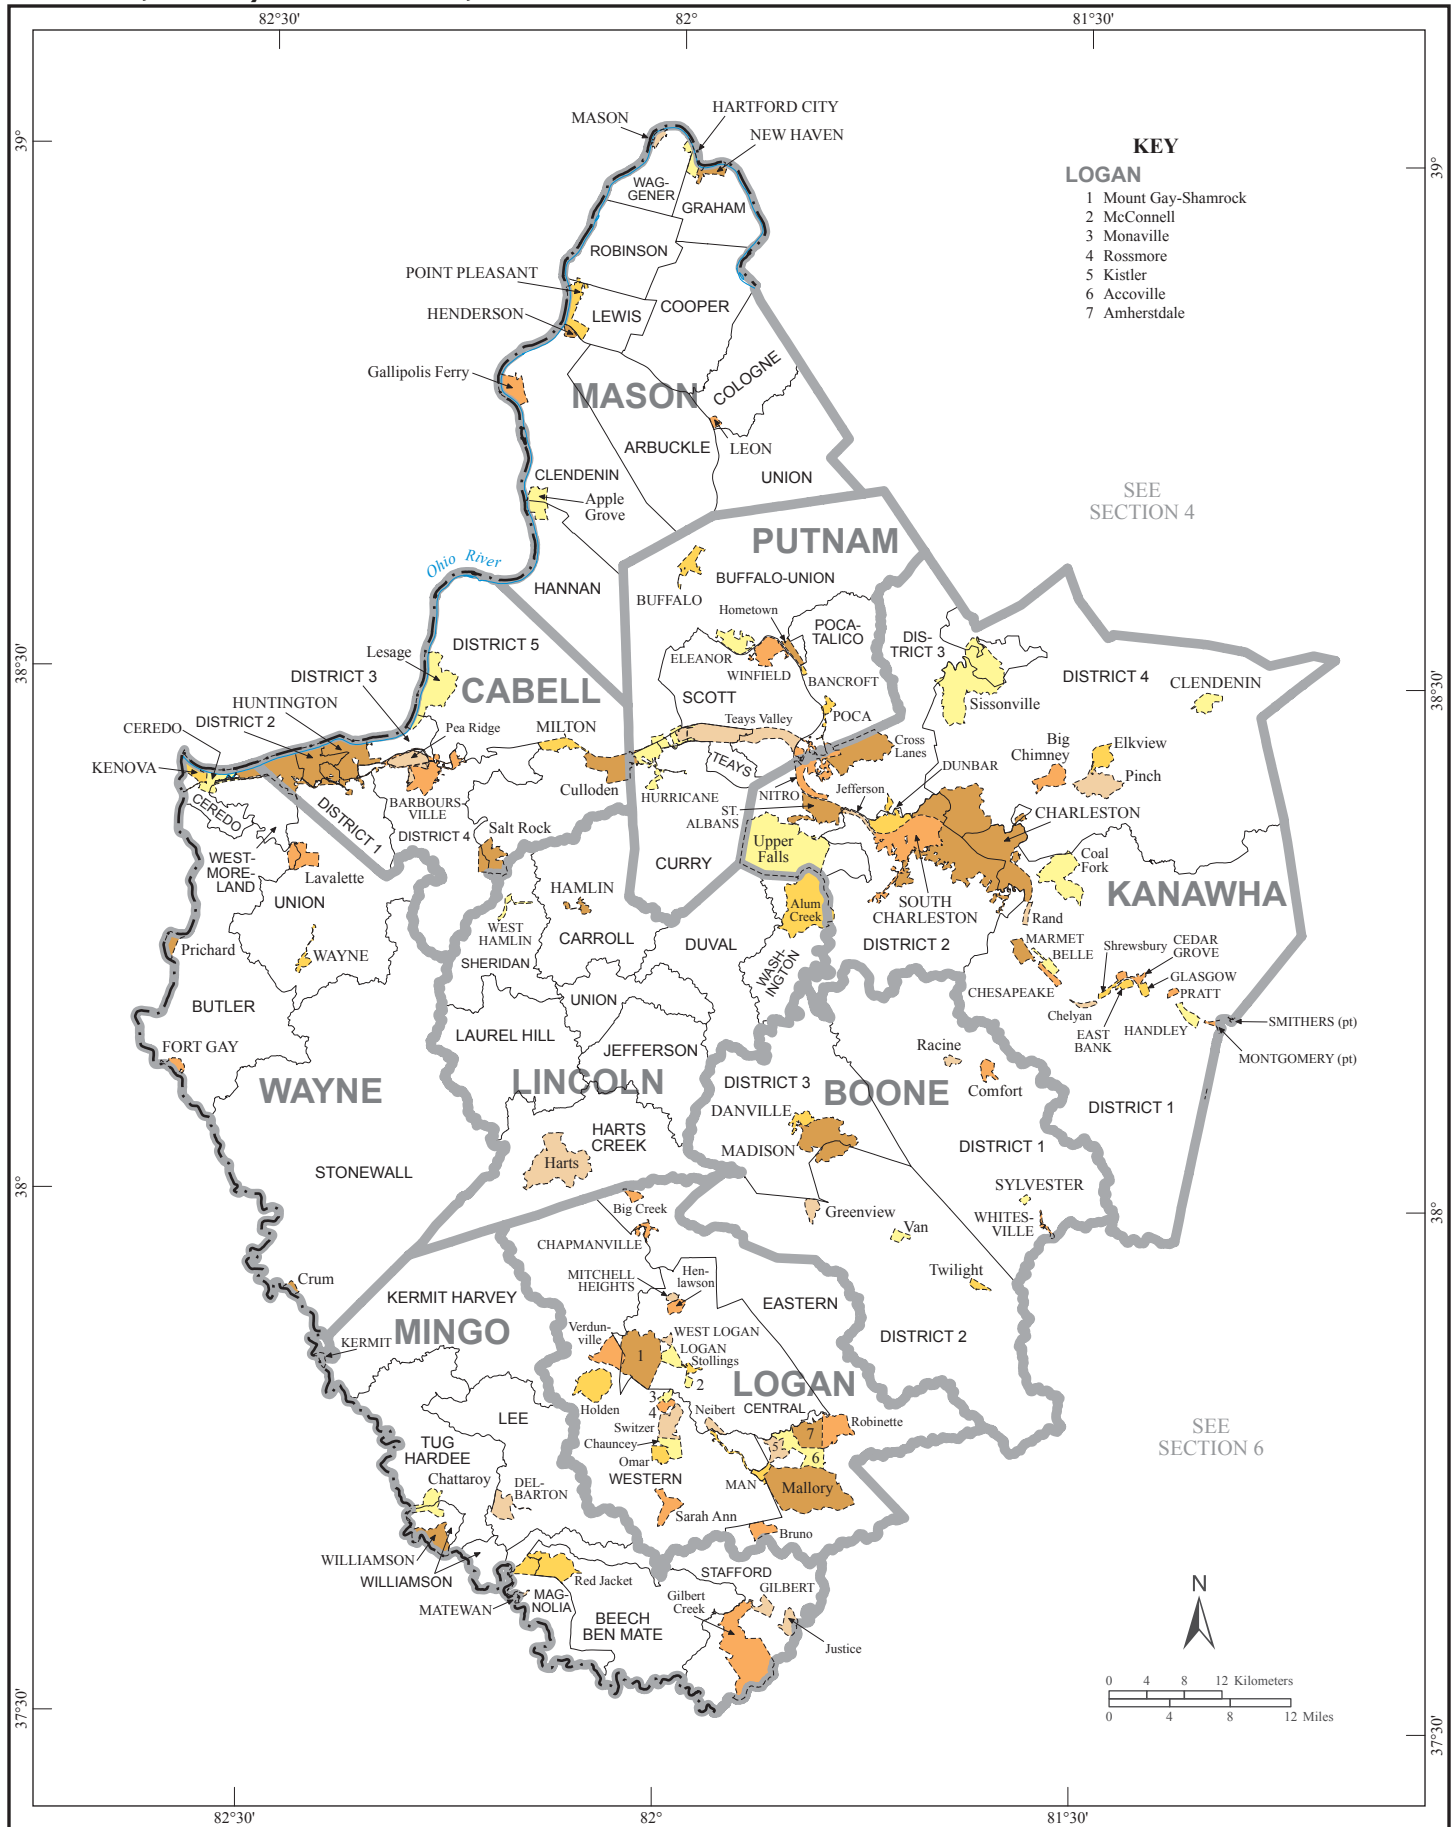 82°30'
82°
81°30'
39°
39°
38°30'
38°30'
38°
38°
37°30'
37°30'
82°30'
82°
81°30'
KEY
LOGAN
1 Mount Gay-Shamrock
2 McConnell
3 Monaville
4 Rossmore
5 Kistler
6 Accoville
7 Amherstdale
MASON
HARTFORD CITY
NEW HAVEN
WAG-
GENER
GRAHAM
ROBINSON
POINT PLEASANT
COOPER
HENDERSON
LEWIS
Gallipolis Ferry
COLOGNE
MASON
ARBUCKLE
LEON
CLENDENIN
UNION
Apple
Grove
SEE
SECTION 4
Ohio River
HANNAN
PUTNAM
BUFFALO-UNION
BUFFALO
Hometown
POCA-
TALICO
ELEANOR
WINFIELD
BANCROFT
SCOTT
POCA
Teays Valley
TEAYS
HURRICANE
CURRY
DISTRICT 5
Lesage
DISTRICT 3
CABELL
HUNTINGTON
DISTRICT 2
CEREDO
KENOVA
Pea Ridge
MILTON
Culloden
BARBOURS-
VILLE
DISTRICT 4
DISTRICT 1
Salt Rock
CEREDO
WEST-
MORE-
LAND
Lavalette
UNION
WAYNE
Prichard
BUTLER
FORT GAY
WAYNE
STONEWALL
Crum
DIS-
TRICT 3
Sissonville
DISTRICT 4
CLENDENIN
Cross
Lanes
DUNBAR
Big
Chimney
Elkview
Pinch
NITRO
Jefferson
ST.
ALBANS
CHARLESTON
Upper
Falls
Coal
Fork
KANAWHA
SOUTH
CHARLESTON
Rand
DISTRICT 2
MARMET
BELLE
Shrewsbury
CEDAR
GROVE
GLASGOW
PRATT
CHESAPEAKE
Chelyan
EAST
BANK
HANDLEY
SMITHERS (pt)
MONTGOMERY (pt)
DISTRICT 1
HAMLIN
WEST
HAMLIN
CARROLL
SHERIDAN
DUVAL
Alum
Creek
WASH-
INGTON
UNION
LAUREL HILL
JEFFERSON
LINCOLN
HARTS
CREEK
Harts
Racine
Comfort
DISTRICT 3
BOONE
DANVILLE
MADISON
DISTRICT 1
SYLVESTER
WHITES-
VILLE
Greenview
Van
Twilight
DISTRICT 2
Big Creek
CHAPMANVILLE
MITCHELL
HEIGHTS
Hen-
lawson
EASTERN
Verdun-
ville
WEST LOGAN
1
LOGAN
Stollings
2
LOGAN
CENTRAL
Holden
3
4
Neibert
Robinette
Switzer
7
5
6
Chauncey
Omar
WESTERN
MAN
Mallory
Sarah Ann
Bruno
KERMIT HARVEY
MINGO
KERMIT
LEE
TUG
HARDEE
Chattaroy
DEL-
BARTON
WILLIAMSON
WILLIAMSON
Red Jacket
MATEWAN
MAG-
NOLIA
BEECH
BEN MATE
STAFFORD
GILBERT
Gilbert
Creek
Justice
SEE
SECTION 6
N
0 4 8 12 Kilometers
0 4 8 12 Miles